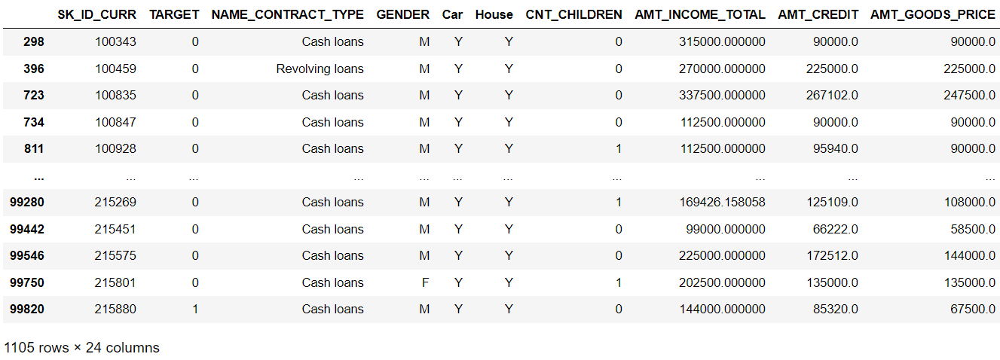 SK_ID_CURR TARGET NAME_CONTRACT_TYPE GENDER Car House CNT_CHILDREN AMT_INCOME_TOTAL AMT_CREDIT AMT_GOODS_PRICE
298 100343 0 Cash loans M Y Y 0 315000.000000 90000.0 90000.0
396 100459 0 Revolving loans M Y Y 0 270000.000000 225000.0 225000.0
723 100835 0 Cash loans M Y Y 0 337500.000000 267102.0 247500.0
734 100847 0 Cash loans M Y Y 0 112500.000000 90000.0 90000.0
811 100928 0 Cash loans M Y Y 1 112500.000000 95940.0 90000.0
... ... ... ... ... ... ... ... ... ... ...
99280 215269 0 Cash loans M Y Y 1 169426.158058 125109.0 108000.0
99442 215451 0 Cash loans M Y Y 0 99000.000000 66222.0 58500.0
99546 215575 0 Cash loans M Y Y 0 225000.000000 172512.0 144000.0
99750 215801 0 Cash loans F Y Y 1 202500.000000 135000.0 135000.0
99820 215880 1 Cash loans M Y Y 0 144000.000000 85320.0 67500.0
1105 rows × 24 columns